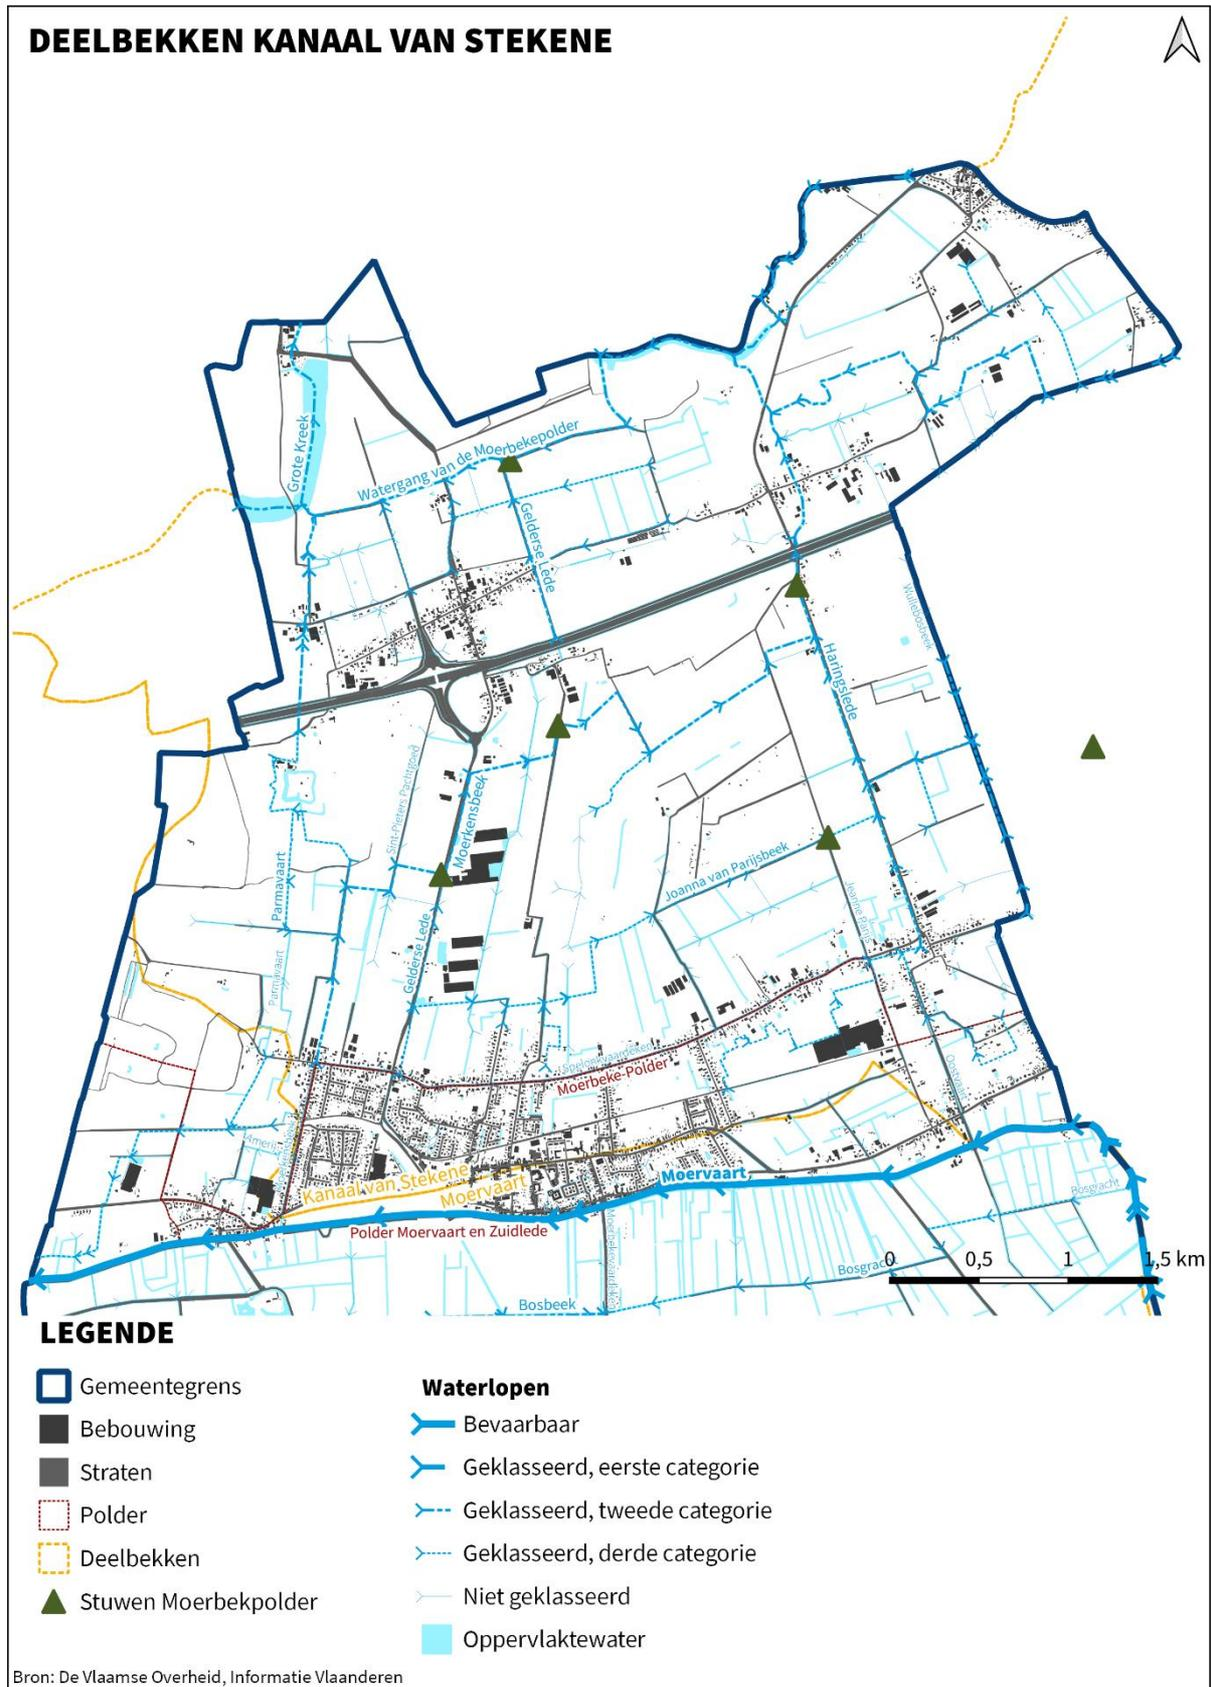 DEELBEKKEN KANAAL VAN STEKENE
Grote Kreek
Watergang van de Moerbekepolder
Gelderse Lede
Wullebosbeek
Haringslede
Sint-Pieters Pachtgoed
Moerkensbeek
Joanna van Parijsbeek
Parmavaart
Gelderse Lede
Parmavaart
Moerbeke-Polder
Kanaal van Stekene
Moervaart
Moervaart
Polder Moervaart en Zuidlede
Bosgracht
Bosgracht
Bosbeek
0 0,5 1 1,5 km
LEGENDE
Gemeentegrens
Bebouwing
Straten
Polder
Deelbekken
Stuwen Moerbekpolder
Waterlopen
Bevaarbaar
Geklasseerd, eerste categorie
Geklasseerd, tweede categorie
Geklasseerd, derde categorie
Niet geklasseerd
Oppervlaktewater
Bron: De Vlaamse Overheid, Informatie Vlaanderen